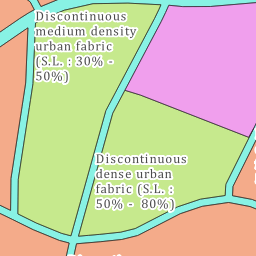 Discontinuous
medium density
urban fabric
(S.L. : 30% -
50%)
Discontinuous
dense urban
fabric (S.L. :
50% -  80%)